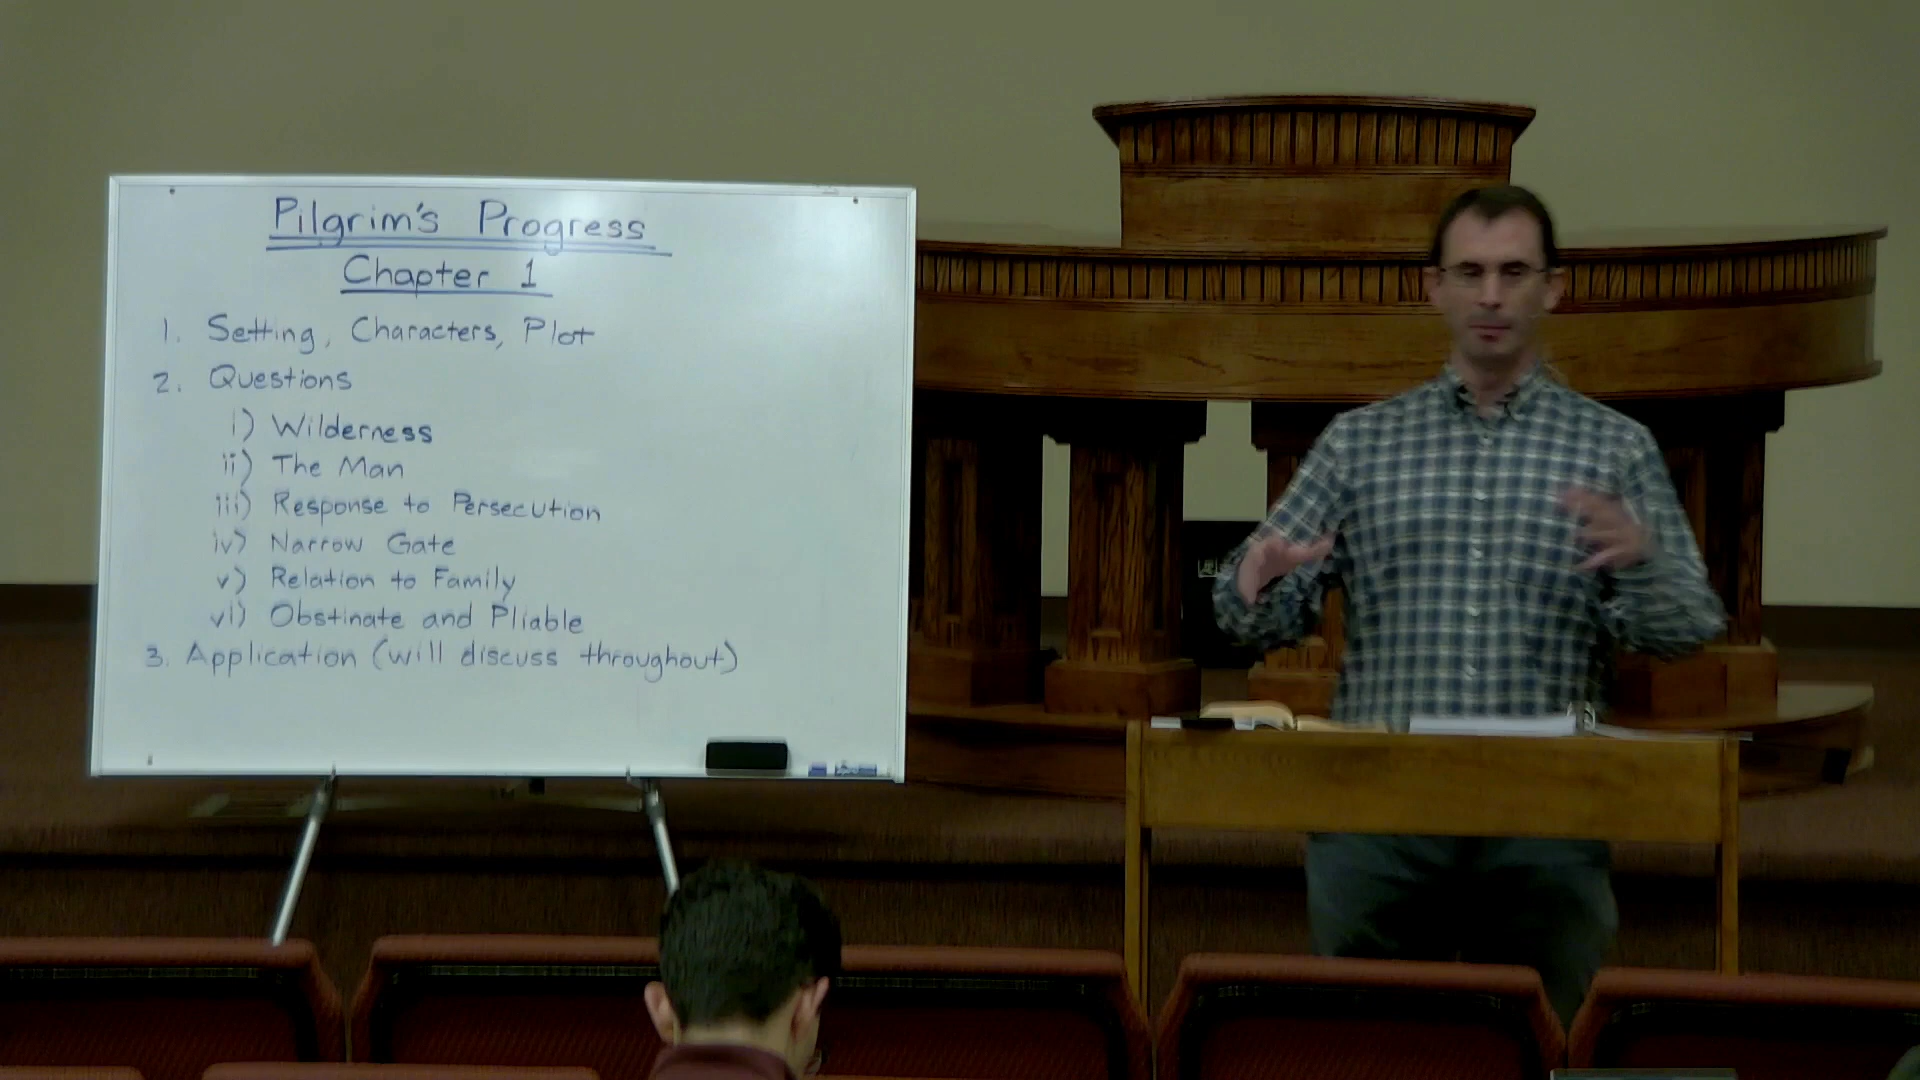 Pilgrim's Progress
Chapter 1
1. Setting, Characters, Plot
2. Questions
i) Wilderness
ii) The Man
iii) Response to Persecution
iv) Narrow Gate
v) Relation to Family
vi) Obstinate and Pliable
3. Application (will discuss throughout)